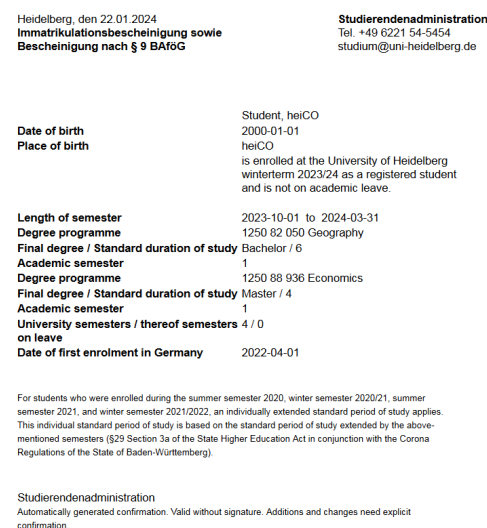 Heidelberg, den 22.01.2024
Immatrikulationsbescheinigung sowie
Bescheinigung nach § 9 BAföG
Studierendenadministration
Tel. +49 6221 54-5454
studium@uni-heidelberg.de
Student, heiCO
Date of birth 2000-01-01
Place of birth heiCO
is enrolled at the University of Heidelberg
winterterm 2023/24 as a registered student
and is not on academic leave.
Length of semester 2023-10-01 to 2024-03-31
Degree programme 1250 82 050 Geography
Final degree / Standard duration of study Bachelor / 6
Academic semester 1
Degree programme 1250 88 936 Economics
Final degree / Standard duration of study Master / 4
Academic semester 1
University semesters / thereof semesters 4 / 0
on leave
Date of first enrolment in Germany 2022-04-01
For students who were enrolled during the summer semester 2020, winter semester 2020/21, summer
semester 2021, and winter semester 2021/2022, an individually extended standard period of study applies.
This individual standard period of study is based on the standard period of study extended by the above-
mentioned semesters (§29 Section 3a of the State Higher Education Act in conjunction with the Corona
Regulations of the State of Baden-Württemberg).
Studierendenadministration
Automatically generated confirmation. Valid without signature. Additions and changes need explicit
confirmation